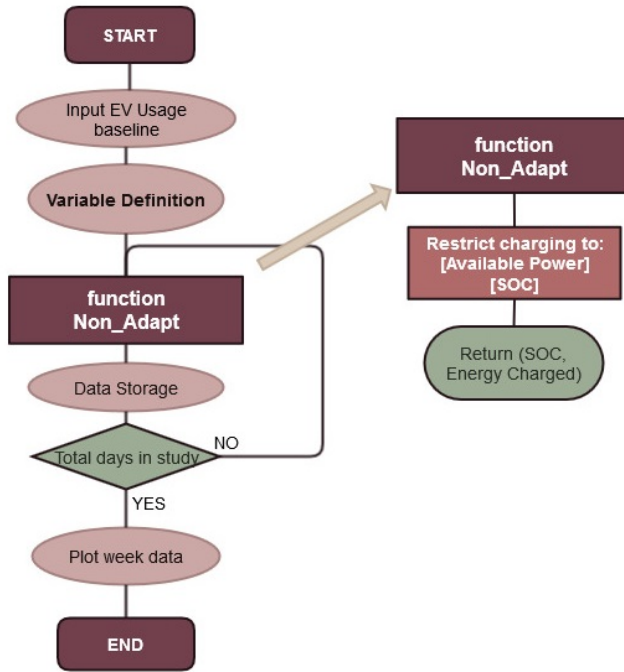 START
Input EV Usage
baseline
Variable Definition
function
Non_Adapt
Data Storage
Total days in study
NO
YES
Plot week data
END
function
Non_Adapt
Restrict charging to:
[Available Power]
[SOC]
Return (SOC,
Energy Charged)